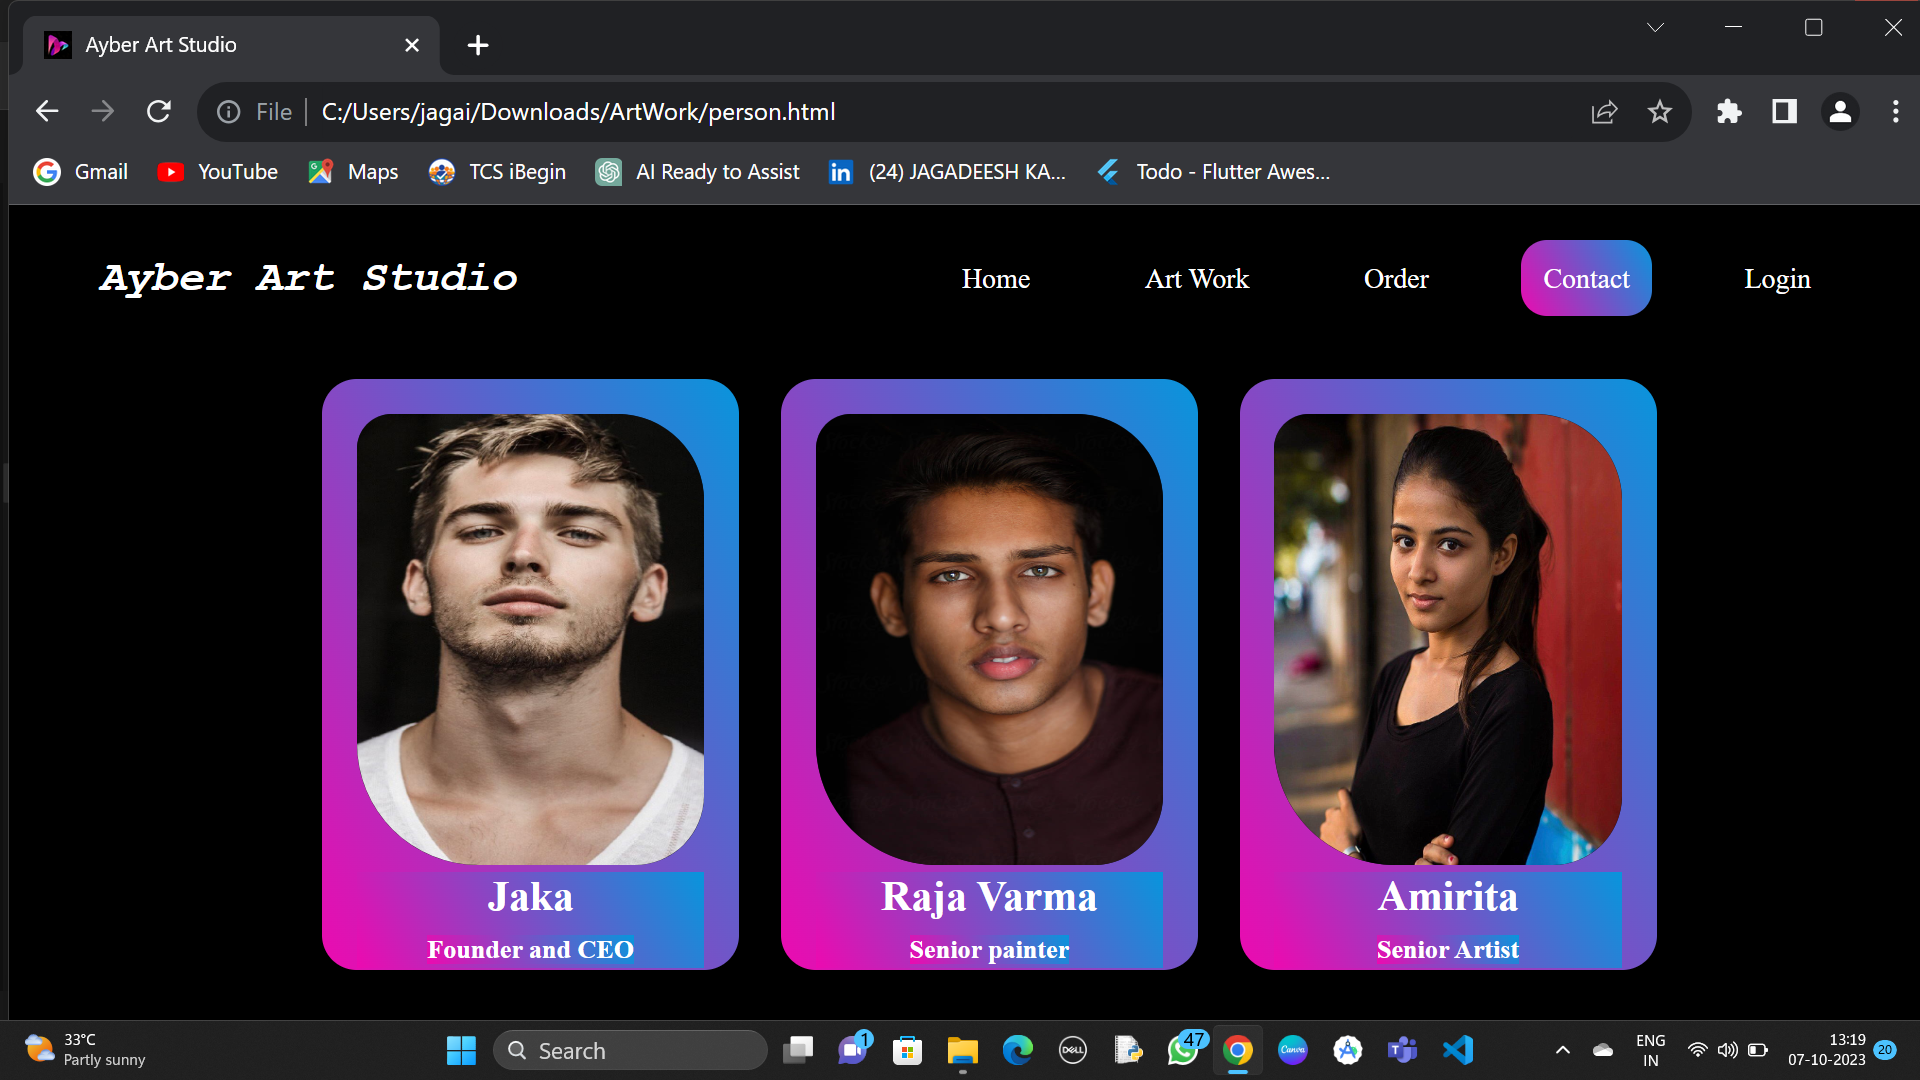 Ayber Art Studio
File
C:/Users/jagai/Downloads/ArtWork/person.html
Gmail
YouTube
Maps
TCS iBegin
AI Ready to Assist
(24) JAGADEESH KA...
Todo - Flutter Awes...
Ayber Art Studio
Home
Art Work
Order
Contact
Login
Jaka
Founder and CEO
Raja Varma
Senior painter
Amirita
Senior Artist
33°C
Partly sunny
Search
1
DELL
47
Canva
ENG
IN
13:19
07-10-2023
20